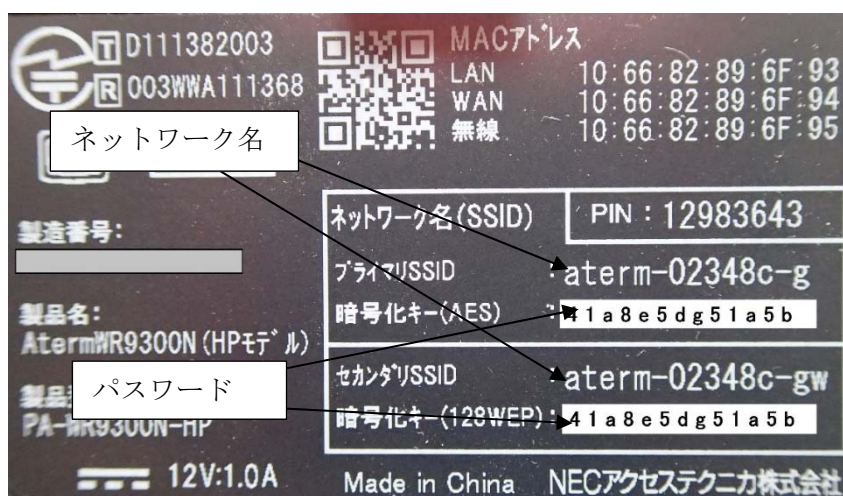 T D111382003
R 003WWA111368
MACアドレス
LAN 10:66:82:89:6F:93
WAN 10:66:82:89:6F:94
無線 10:66:82:89:6F:95
ネットワーク名
ネットワーク名(SSID)
PIN : 12983643
製造番号:
プライマリSSID :aterm-02348c-g
暗号化キー(AES) :41a8e5dg51a5b
製品名:
AtermWR9300N(HPモデル)
セカンダリSSID :aterm-02348c-gw
パスワード
暗号化キー(128WEP):41a8e5dg51a5b
PA-WR9300N-HP
12V:1.0A
Made in China NECアクセステクニカ株式会社